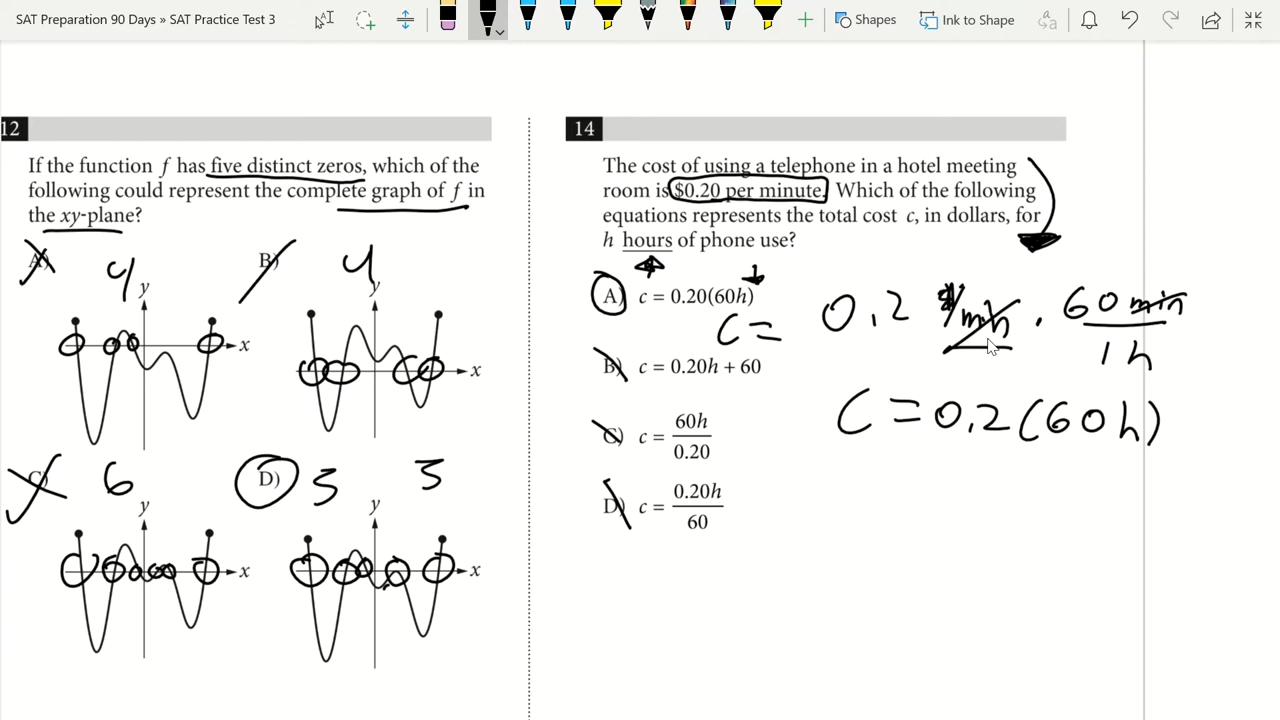 SAT Preparation 90 Days » SAT Practice Test 3
Shapes
Ink to Shape
12
If the function f has five distinct zeros, which of the
following could represent the complete graph of f in
the xy-plane?
A) 4
B) 4
y
x
y
x
C) 6
D) 5 5
y
x
y
x
14
The cost of using a telephone in a hotel meeting
room is $0.20 per minute. Which of the following
equations represents the total cost c, in dollars, for
h hours of phone use?
A) c = 0.20(60h)
B) c = 0.20h + 60
C) c = 60h / 0.20
D) c = 0.20h / 60
C = 0.2 $/min . 60 min / 1 h
C = 0.2 (60h)